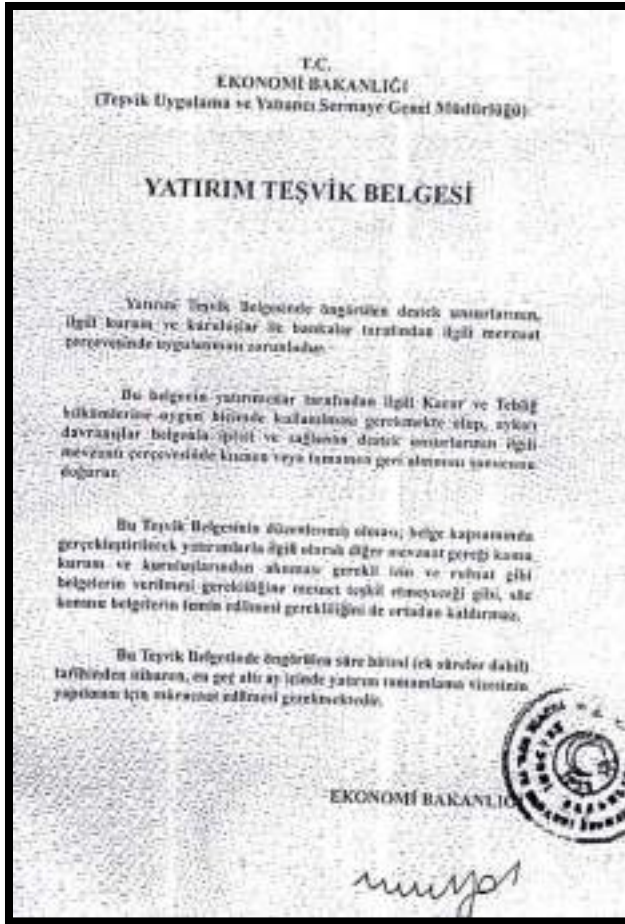 T.C.
EKONOMİ BAKANLIĞI
(Teşvik Uygulama ve Yabancı Sermaye Genel Müdürlüğü)
YATIRIM TEŞVİK BELGESİ
Yatırım Teşvik Belgesinde öngörülen destek unsurlarının,
ilgili kurum ve kuruluşlar ile bankalar tarafından ilgili mevzuat
çerçevesinde uygulanması zorunludur.
Bu belgenin yatırımcılar tarafından ilgili Karar ve Tebliğ
hükümlerine uygun biçimde kullanılması gerekmekte olup, aykırı
davranışlar belgenin iptali ve sağlanan destek unsurlarının ilgili
mevzuatı çerçevesinde kısmen veya tamamen geri alınması sonucunu
doğurur.
Bu Teşvik Belgesinin düzenlenmiş olması; belge kapsamında
gerçekleştirilecek yatırımlarla ilgili olarak diğer mevzuat gereği kamu
kurum ve kuruluşlarından alınması gerekli izin ve ruhsat gibi
belgelerin verilmesi gerekliliğine mesnet teşkil etmeyeceği gibi, söz
konusu belgelerin temin edilmesi gerekliliğini de ortadan kaldırmaz.
Bu Teşvik Belgesinde öngörülen süre bitimi (ek süreler dahil)
tarihinden itibaren, en geç altı ay içinde yatırım tamamlama vizesinin
yapılması için müracaat edilmesi gerekmektedir.
EKONOMİ BAKANLIĞ